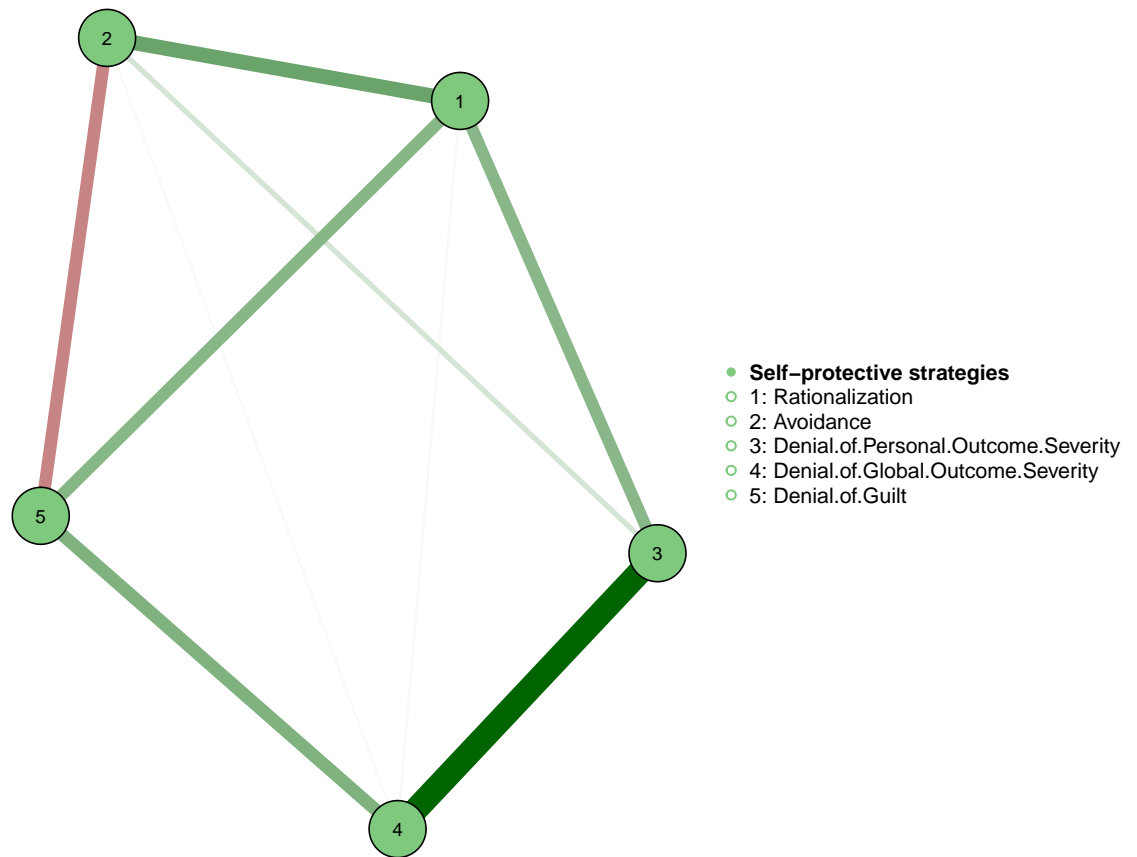 2
1
5
3
4
Self−protective strategies
1: Rationalization
2: Avoidance
3: Denial.of.Personal.Outcome.Severity
4: Denial.of.Global.Outcome.Severity
5: Denial.of.Guilt